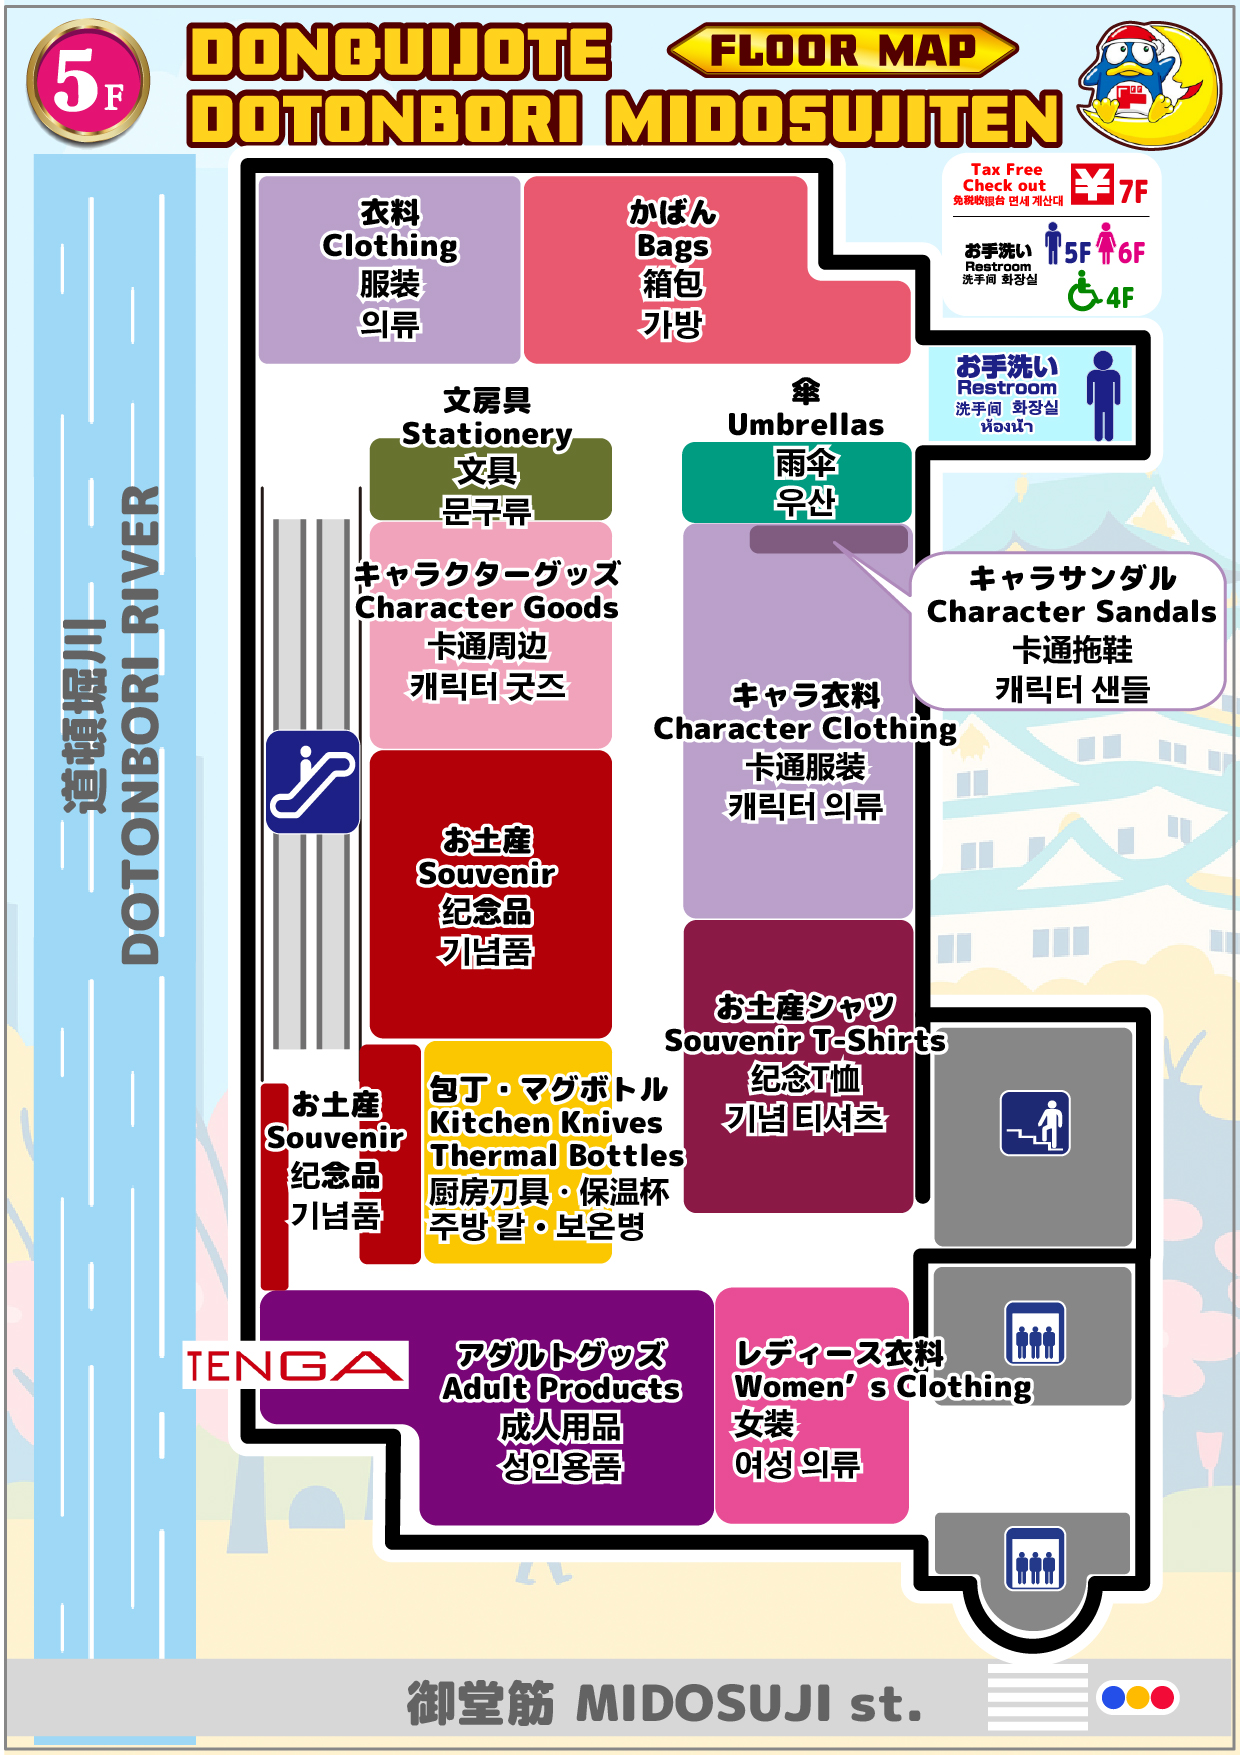 5F
DONQUIJOTE
DOTONBORI MIDOSUJITEN
FLOOR MAP
Tax Free
Check out
免税收银台 면세 계산대
¥ 7F
お手洗い
Restroom
洗手间 화장실
5F 6F
4F
お手洗い
Restroom
洗手间 화장실
ห้องน้ำ
衣料
Clothing
服装
의류
かばん
Bags
箱包
가방
文房具
Stationery
文具
문구류
傘
Umbrellas
雨伞
우산
キャラクターグッズ
Character Goods
卡通周边
캐릭터 굿즈
キャラサンダル
Character Sandals
卡通拖鞋
캐릭터 샌들
キャラ衣料
Character Clothing
卡通服装
캐릭터 의류
道頓堀川
DOTONBORI RIVER
お土産
Souvenir
纪念品
기념품
お土産シャツ
Souvenir T-Shirts
纪念T恤
기념 티셔츠
お土産
Souvenir
纪念品
기념품
包丁・マグボトル
Kitchen Knives
Thermal Bottles
厨房刀具・保温杯
주방 칼・보온병
TENGA
アダルトグッズ
Adult Products
成人用品
성인용품
レディース衣料
Women’s Clothing
女装
여성 의류
御堂筋 MIDOSUJI st.